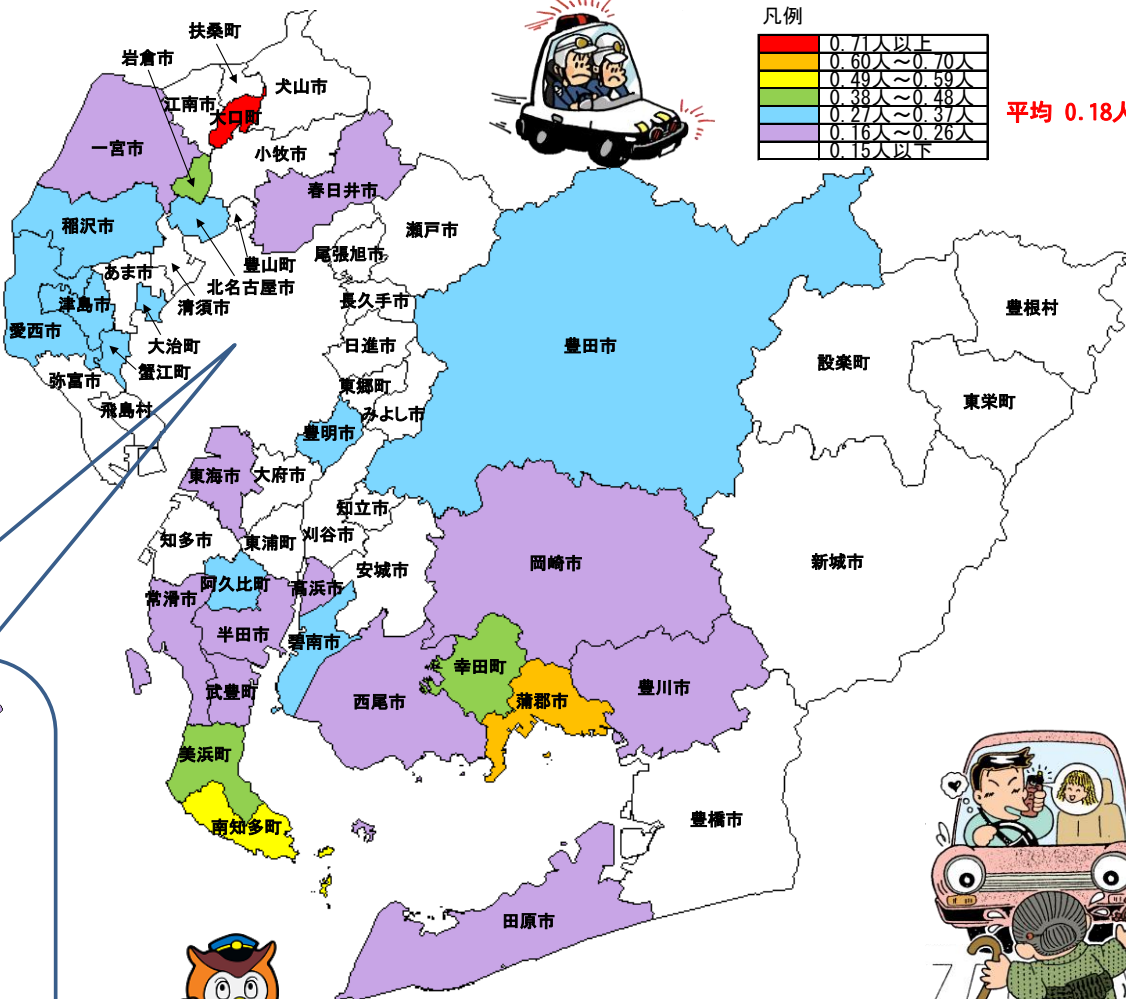 凡例
0.71人以上
0.60人～0.70人
0.49人～0.59人
0.38人～0.48人
0.27人～0.37人
0.16人～0.26人
0.15人以下
平均 0.18人
扶桑町
岩倉市
犬山市
江南市
大口町
一宮市
小牧市
春日井市
稲沢市
瀬戸市
尾張旭市
豊山町
あま市
北名古屋市
清須市
長久手市
津島市
豊根村
愛西市
大治町
日進市
豊田市
設楽町
蟹江町
弥富市
東郷町
東栄町
飛島村
みよし市
豊明市
東海市
大府市
知立市
知多市
東浦町
刈谷市
安城市
岡崎市
新城市
阿久比町
高浜市
常滑市
半田市
碧南市
幸田町
武豊町
西尾市
蒲郡市
豊川市
美浜町
南知多町
豊橋市
田原市